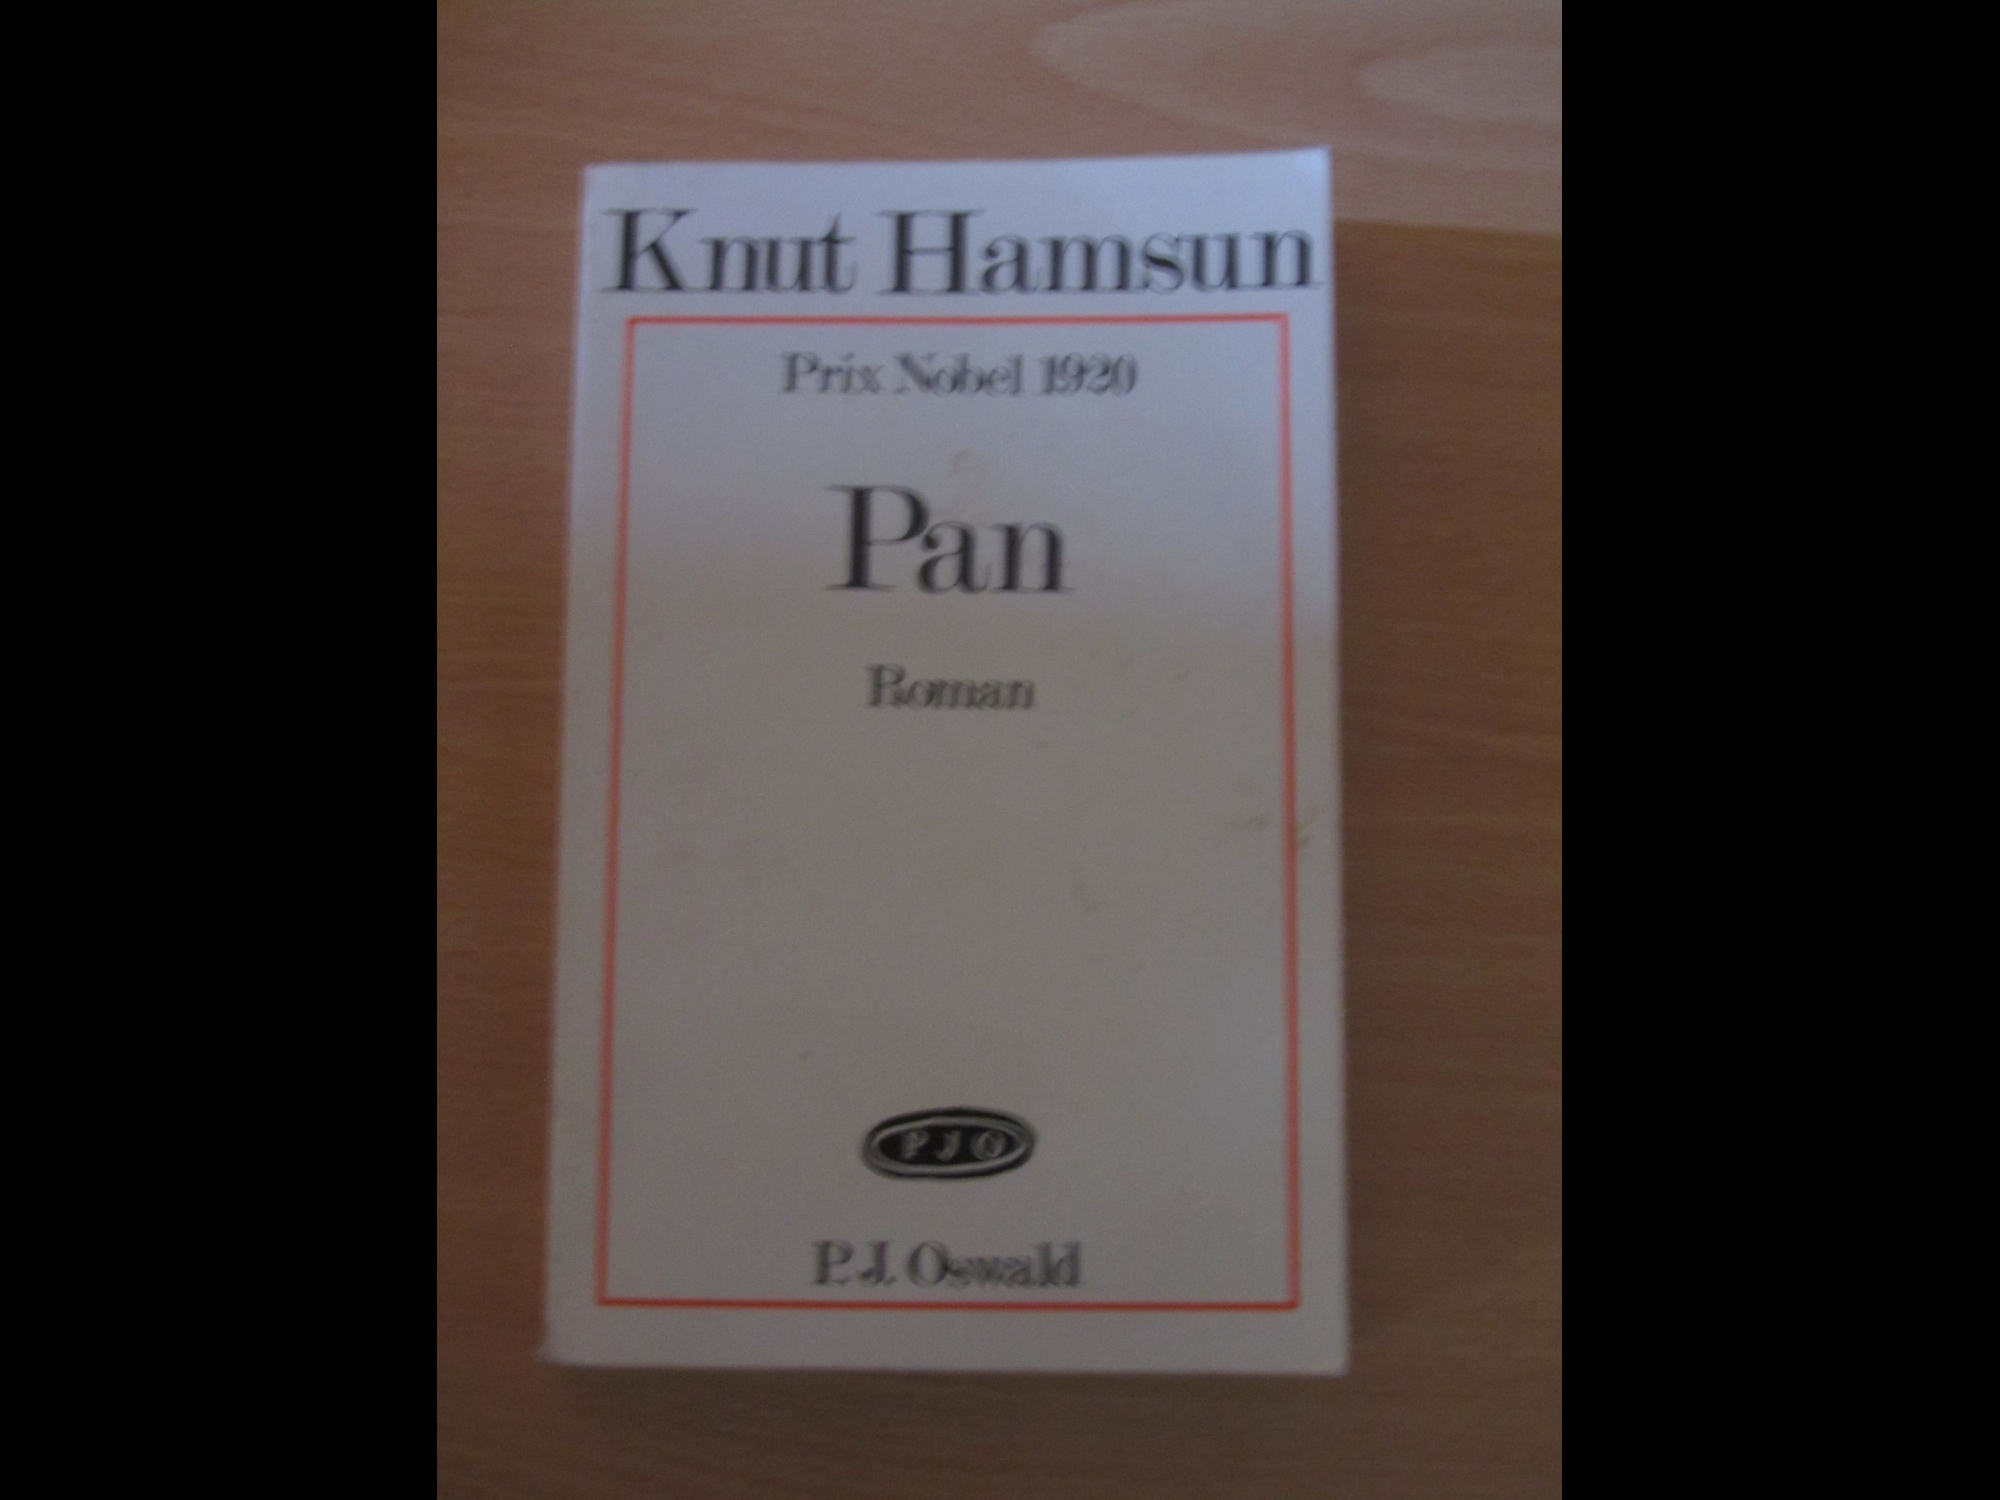 Knut Hamsun
Prix Nobel 1920
Pan
Roman
PJO
P.J. Oswald